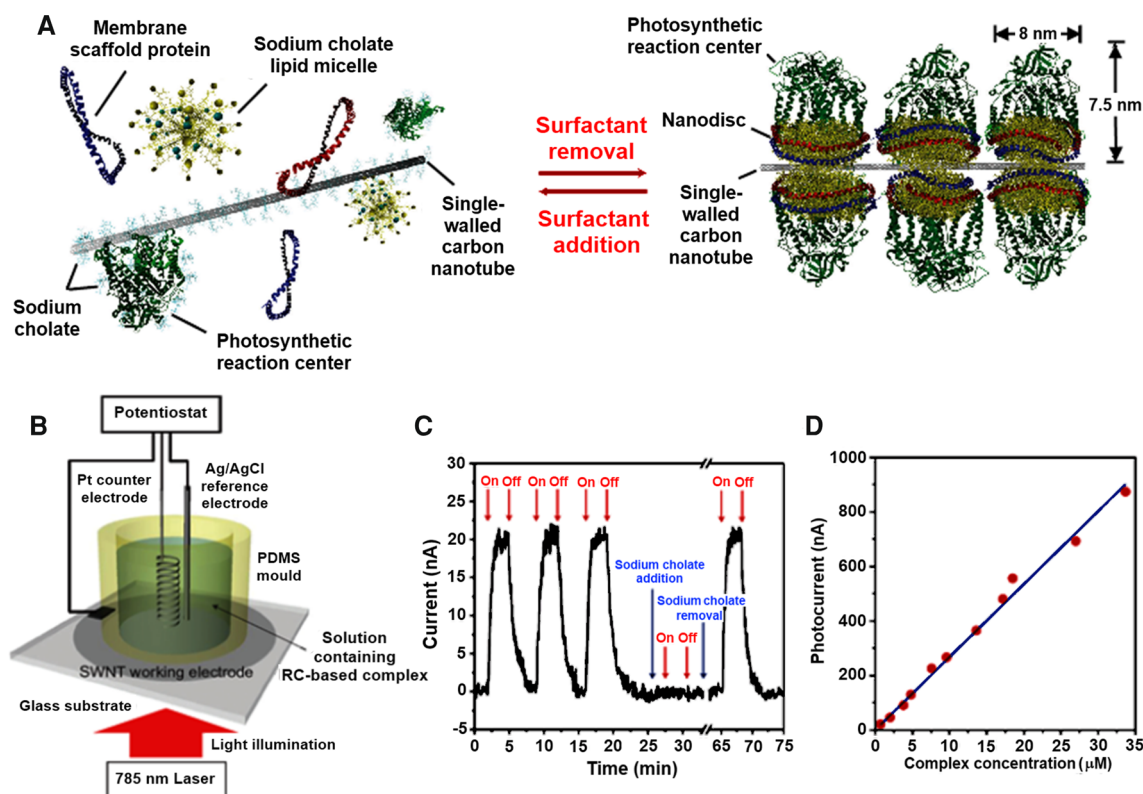 A
Membrane
scaffold protein
Sodium cholate
lipid micelle
Surfactant
removal
Surfactant
addition
Single-
walled
carbon
nanotube
Sodium
cholate
Photosynthetic
reaction center
Photosynthetic
reaction center
8 nm
7.5 nm
Nanodisc
Single-
walled
carbon
nanotube
B
Potentiostat
Pt counter
electrode
Ag/AgCl
reference
electrode
PDMS
mould
Solution
containing
RC-based complex
SWNT working electrode
Glass substrate
Light illumination
785 nm Laser
C
30
25
20
15
10
5
0
-5
Current (nA)
On Off On Off On Off On Off
Sodium cholate
addition
Sodium cholate
removal
On Off
0 5 10 15 20 25 30 65 70 75
Time (min)
D
1000
800
600
400
200
0
Photocurrent (nA)
0 5 10 15 20 25 30 35
Complex concentration (μM)